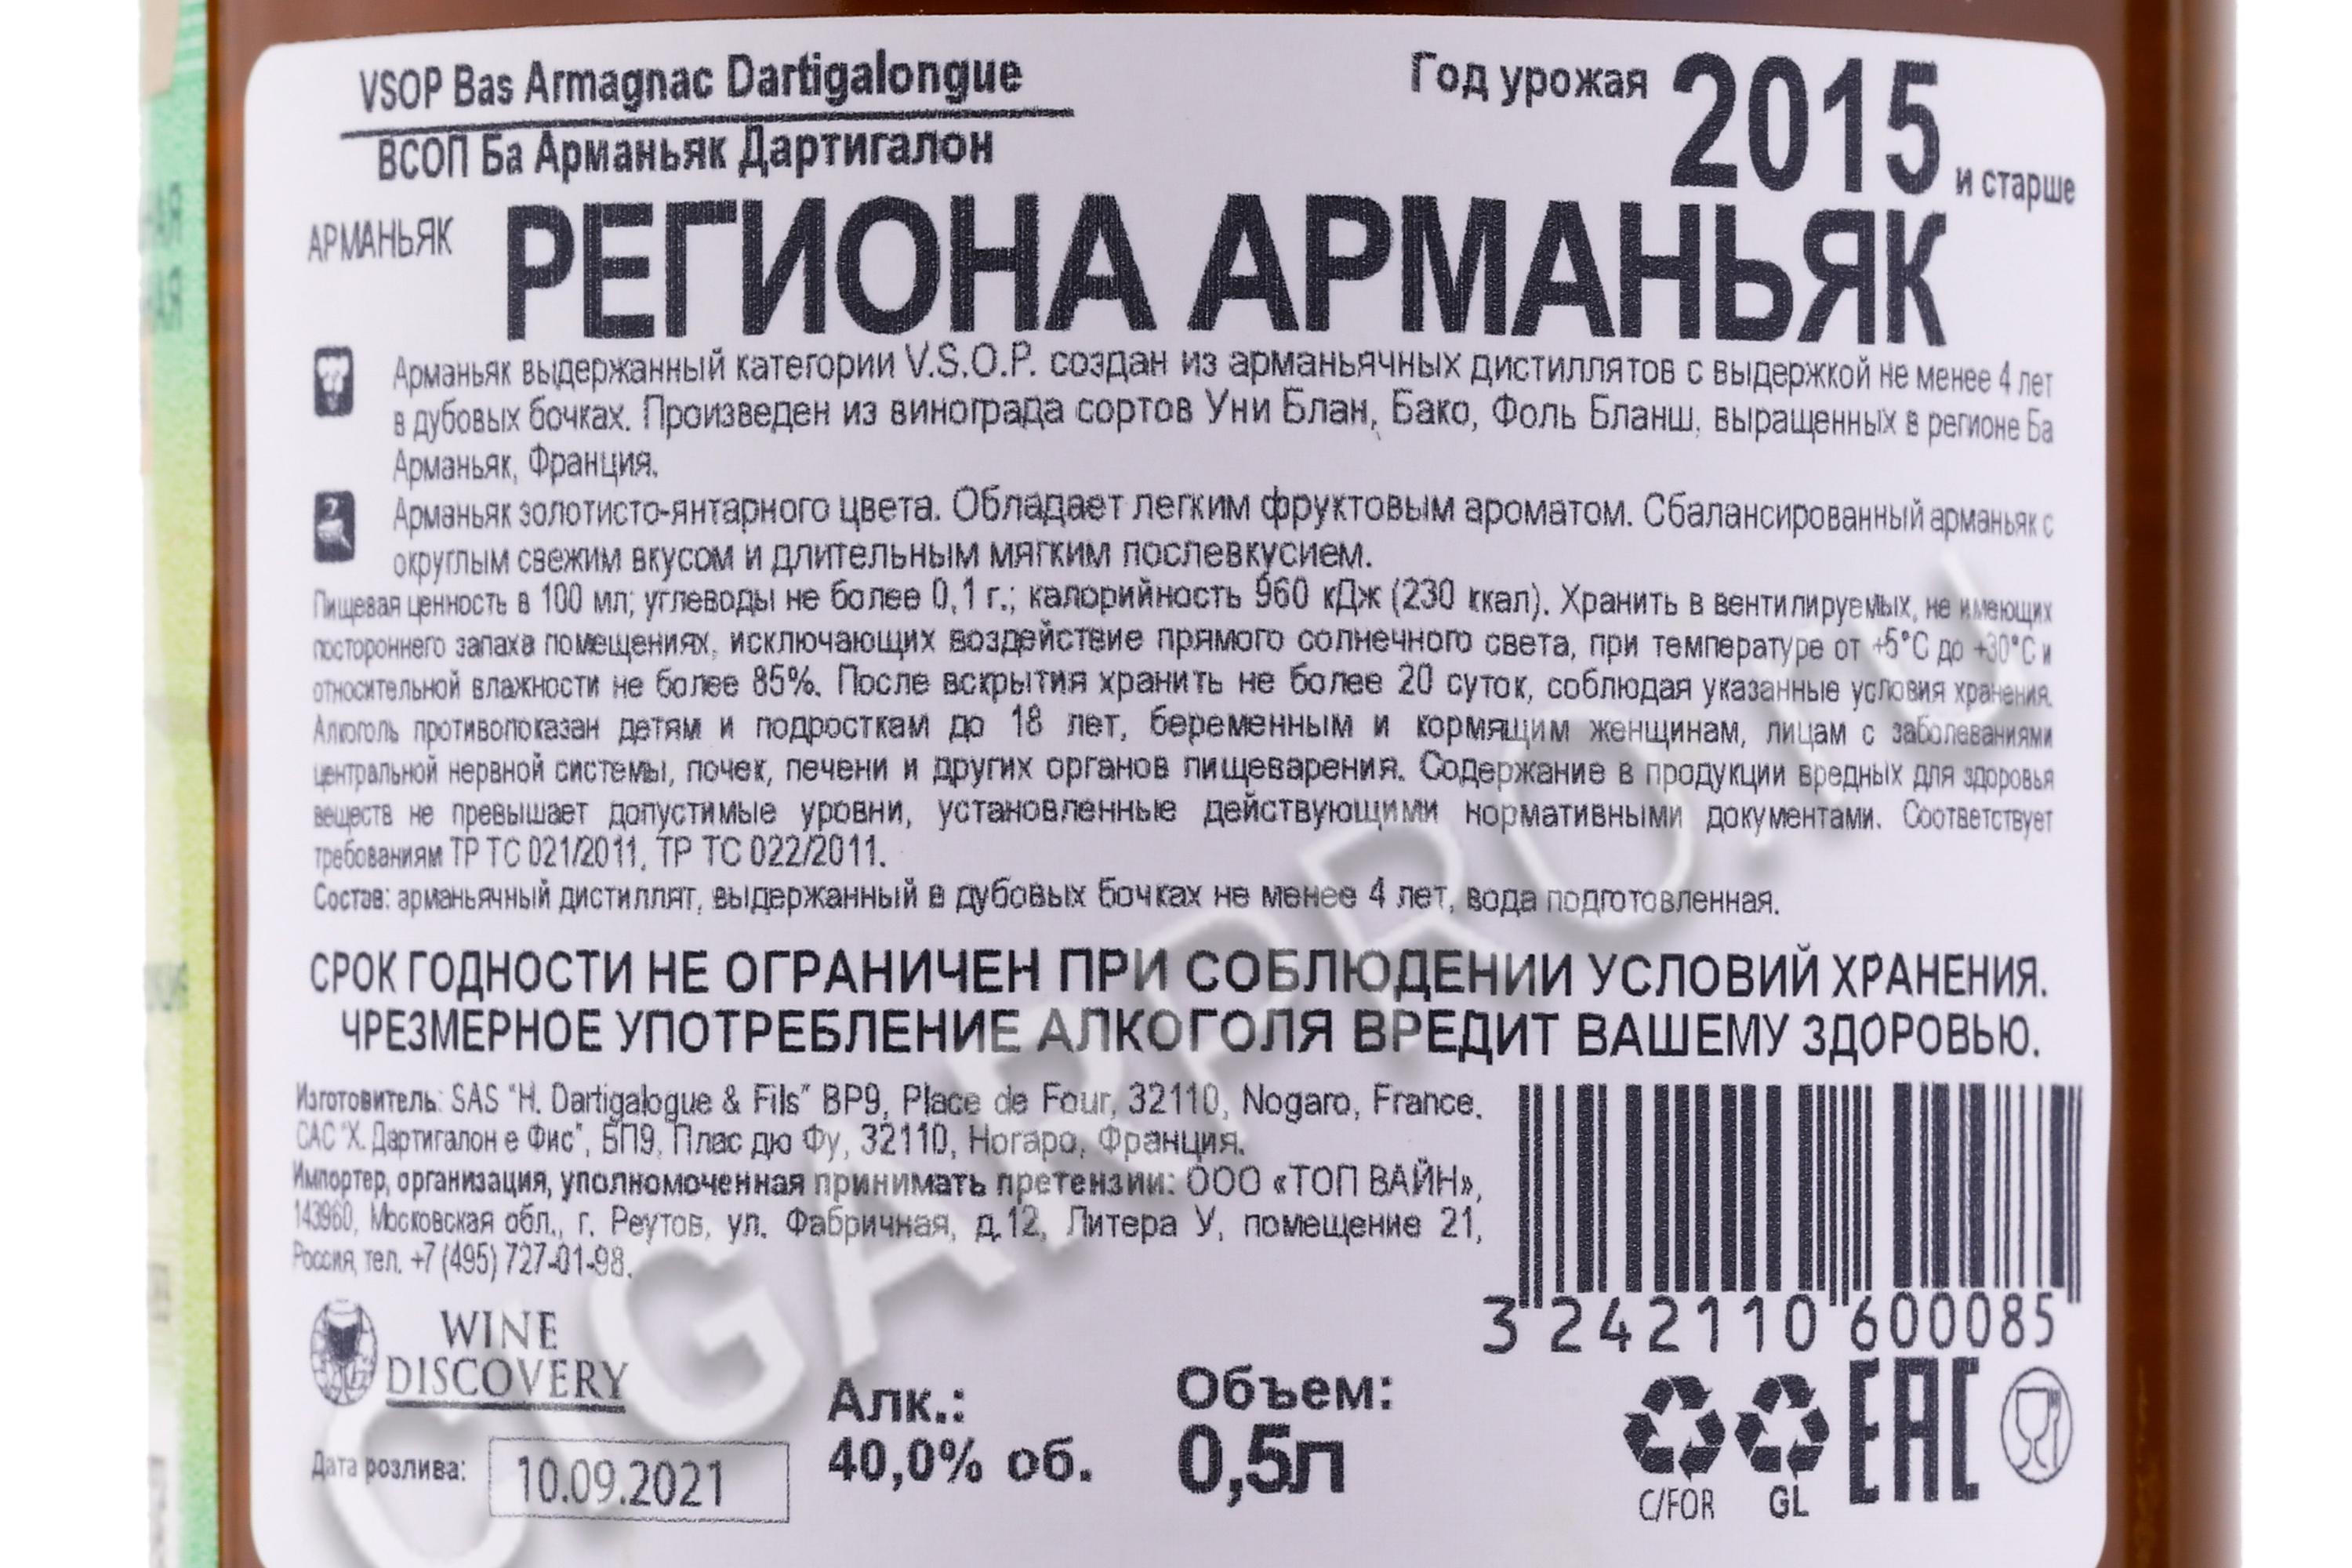 VSOP Bas Armagnac Dartigalongue
ВСОП Ба Арманьяк Дартигалон
Год урожая 2015 и старше
АРМАНЬЯК РЕГИОНА АРМАНЬЯК
Арманьяк выдержанный категории V.S.O.P. создан из арманьячных дистиллятов с выдержкой не менее 4 лет
в дубовых бочках. Произведен из винограда сортов Уни Блан, Бако, Фоль Бланш, выращенных в регионе Ба
Арманьяк, Франция.
Арманьяк золотисто-янтарного цвета. Обладает легким фруктовым ароматом. Сбалансированный арманьяк с
округлым свежим вкусом и длительным мягким послевкусием.
Пищевая ценность в 100 мл; углеводы не более 0,1 г.; калорийность 960 кДж (230 ккал). Хранить в вентилируемых, не имеющих
постороннего запаха помещениях, исключающих воздействие прямого солнечного света, при температуре от +5°С до +30°С и
относительной влажности не более 85%. После вскрытия хранить не более 20 суток, соблюдая указанные условия хранения.
Алкоголь противопоказан детям и подросткам до 18 лет, беременным и кормящим женщинам, лицам с заболеваниями
центральной нервной системы, почек, печени и других органов пищеварения. Содержание в продукции вредных для здоровья
веществ не превышает допустимые уровни, установленные действующими нормативными документами. Соответствует
требованиям ТР ТС 021/2011, ТР ТС 022/2011.
Состав: арманьячный дистиллят, выдержанный в дубовых бочках не менее 4 лет, вода подготовленная.
СРОК ГОДНОСТИ НЕ ОГРАНИЧЕН ПРИ СОБЛЮДЕНИИ УСЛОВИЙ ХРАНЕНИЯ.
ЧРЕЗМЕРНОЕ УПОТРЕБЛЕНИЕ АЛКОГОЛЯ ВРЕДИТ ВАШЕМУ ЗДОРОВЬЮ.
Изготовитель: SAS "H. Dartigalogue & Fils" BP9, Place de Four, 32110, Nogaro, France.
САС "Х. Дартигалон е Фис", БП9, Плас дю Фу, 32110, Ногаро, Франция.
Импортер, организация, уполномоченная принимать претензии: ООО «ТОП ВАЙН»,
143960, Московская обл., г. Реутов, ул. Фабричная, д.12, Литера У, помещение 21,
Россия, тел. +7 (495) 727-01-98.
3 242110 600085
WINE
DISCOVERY
Дата розлива: 10.09.2021
Алк.:
40,0% об.
Объем:
0,5л
C/FOR GL EAC
CIGARPRO.RU